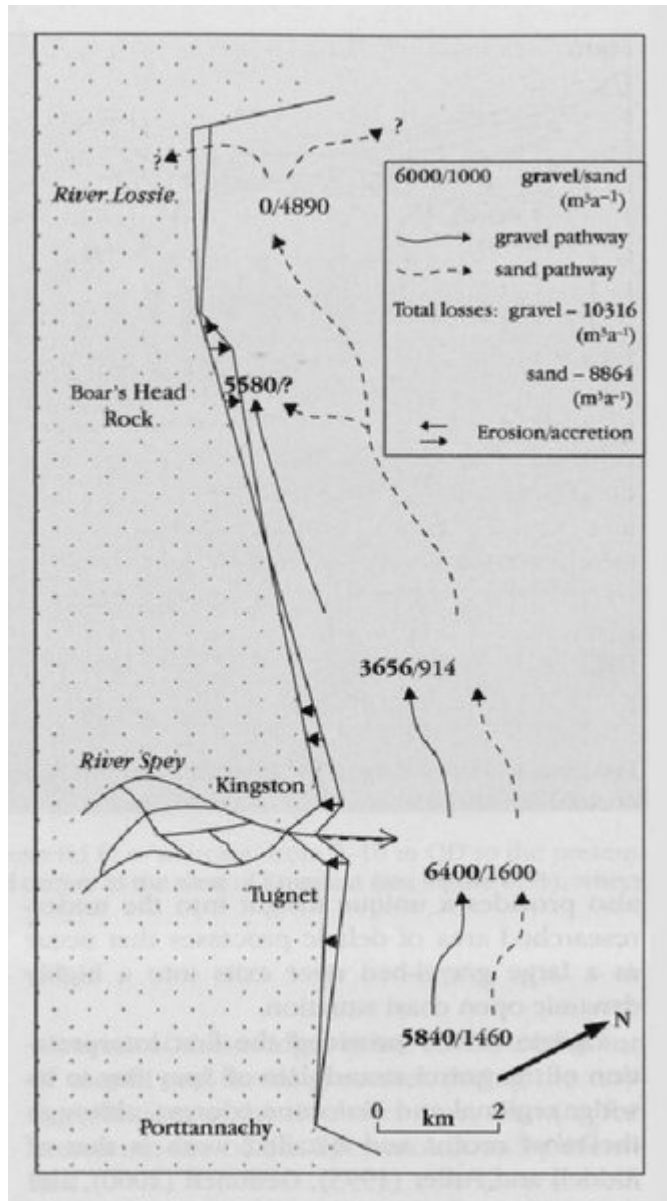 ?
?
River Lossie
0/4890
6000/1000 gravel/sand
(m³a⁻¹)
gravel pathway
sand pathway
Total losses: gravel – 10316
(m³a⁻¹)
sand – 8864
(m³a⁻¹)
Erosion/accretion
Boar's Head
Rock
5580/?
3656/914
River Spey
Kingston
Tugnet
6400/1600
5840/1460
N
0 2
km
Porttannachy